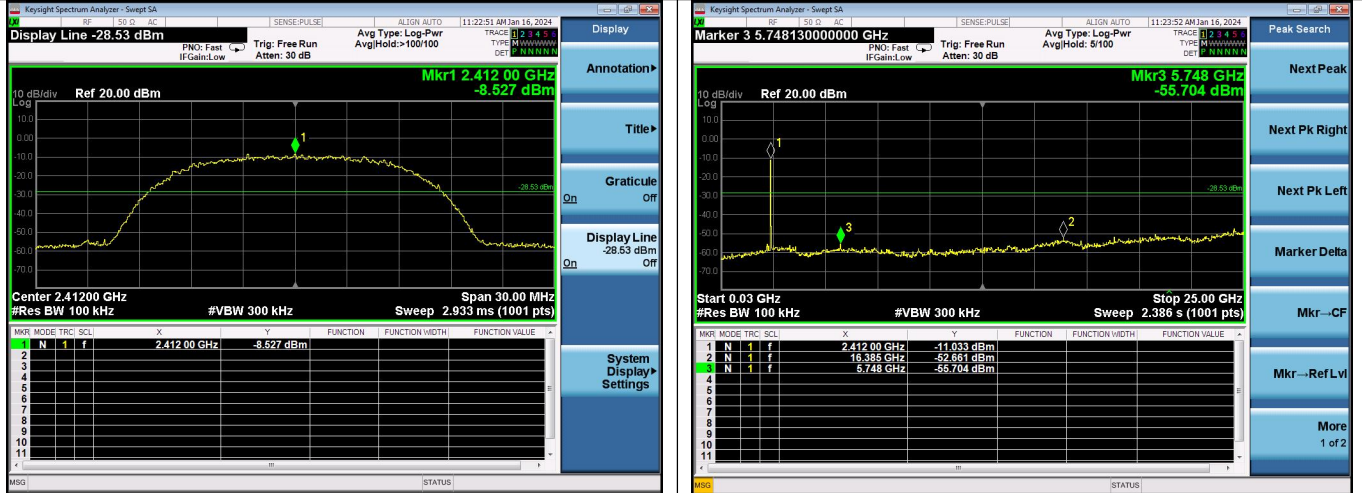 Keysight Spectrum Analyzer - Swept SA
RF 50 Ω AC SENSE:PULSE ALIGN AUTO 11:22:51 AM Jan 16, 2024
Display Line -28.53 dBm
Avg Type: Log-Pwr
Avg|Hold:>100/100
PNO: Fast
IFGain:Low
Trig: Free Run
Atten: 30 dB
TRACE 1 2 3 4 5 6
TYPE M WWWWW
DET P N N N N N
Mkr1 2.412 00 GHz
-8.527 dBm
10 dB/div Ref 20.00 dBm
Log
10.0
0.00
-10.0
-20.0
-30.0
-40.0
-50.0
-60.0
-70.0
1
-28.53 dBm
Center 2.41200 GHz Span 30.00 MHz
#Res BW 100 kHz #VBW 300 kHz Sweep 2.933 ms (1001 pts)
MKR MODE TRC SCL X Y FUNCTION FUNCTION WIDTH FUNCTION VALUE
1 N 1 f 2.412 00 GHz -8.527 dBm
2
3
4
5
6
7
8
9
10
11
MSG STATUS
Display
Annotation
Title
Graticule
On Off
Display Line
-28.53 dBm
On Off
System
Display
Settings
Keysight Spectrum Analyzer - Swept SA
RF 50 Ω AC SENSE:PULSE ALIGN AUTO 11:23:52 AM Jan 16, 2024
Marker 3 5.748130000000 GHz
Avg Type: Log-Pwr
Avg|Hold: 5/100
PNO: Fast
IFGain:Low
Trig: Free Run
Atten: 30 dB
TRACE 1 2 3 4 5 6
TYPE M WWWWW
DET P N N N N N
Mkr3 5.748 GHz
-55.704 dBm
10 dB/div Ref 20.00 dBm
Log
10.0
0.00
-10.0
-20.0
-30.0
-40.0
-50.0
-60.0
-70.0
1
2
3
-28.53 dBm
Start 0.03 GHz Stop 25.00 GHz
#Res BW 100 kHz #VBW 300 kHz Sweep 2.386 s (1001 pts)
MKR MODE TRC SCL X Y FUNCTION FUNCTION WIDTH FUNCTION VALUE
1 N 1 f 2.412 00 GHz -11.033 dBm
2 N 1 f 16.385 GHz -52.661 dBm
3 N 1 f 5.748 GHz -55.704 dBm
4
5
6
7
8
9
10
11
MSG STATUS
Peak Search
Next Peak
Next Pk Right
Next Pk Left
Marker Delta
Mkr→CF
Mkr→Ref Lvl
More
1 of 2